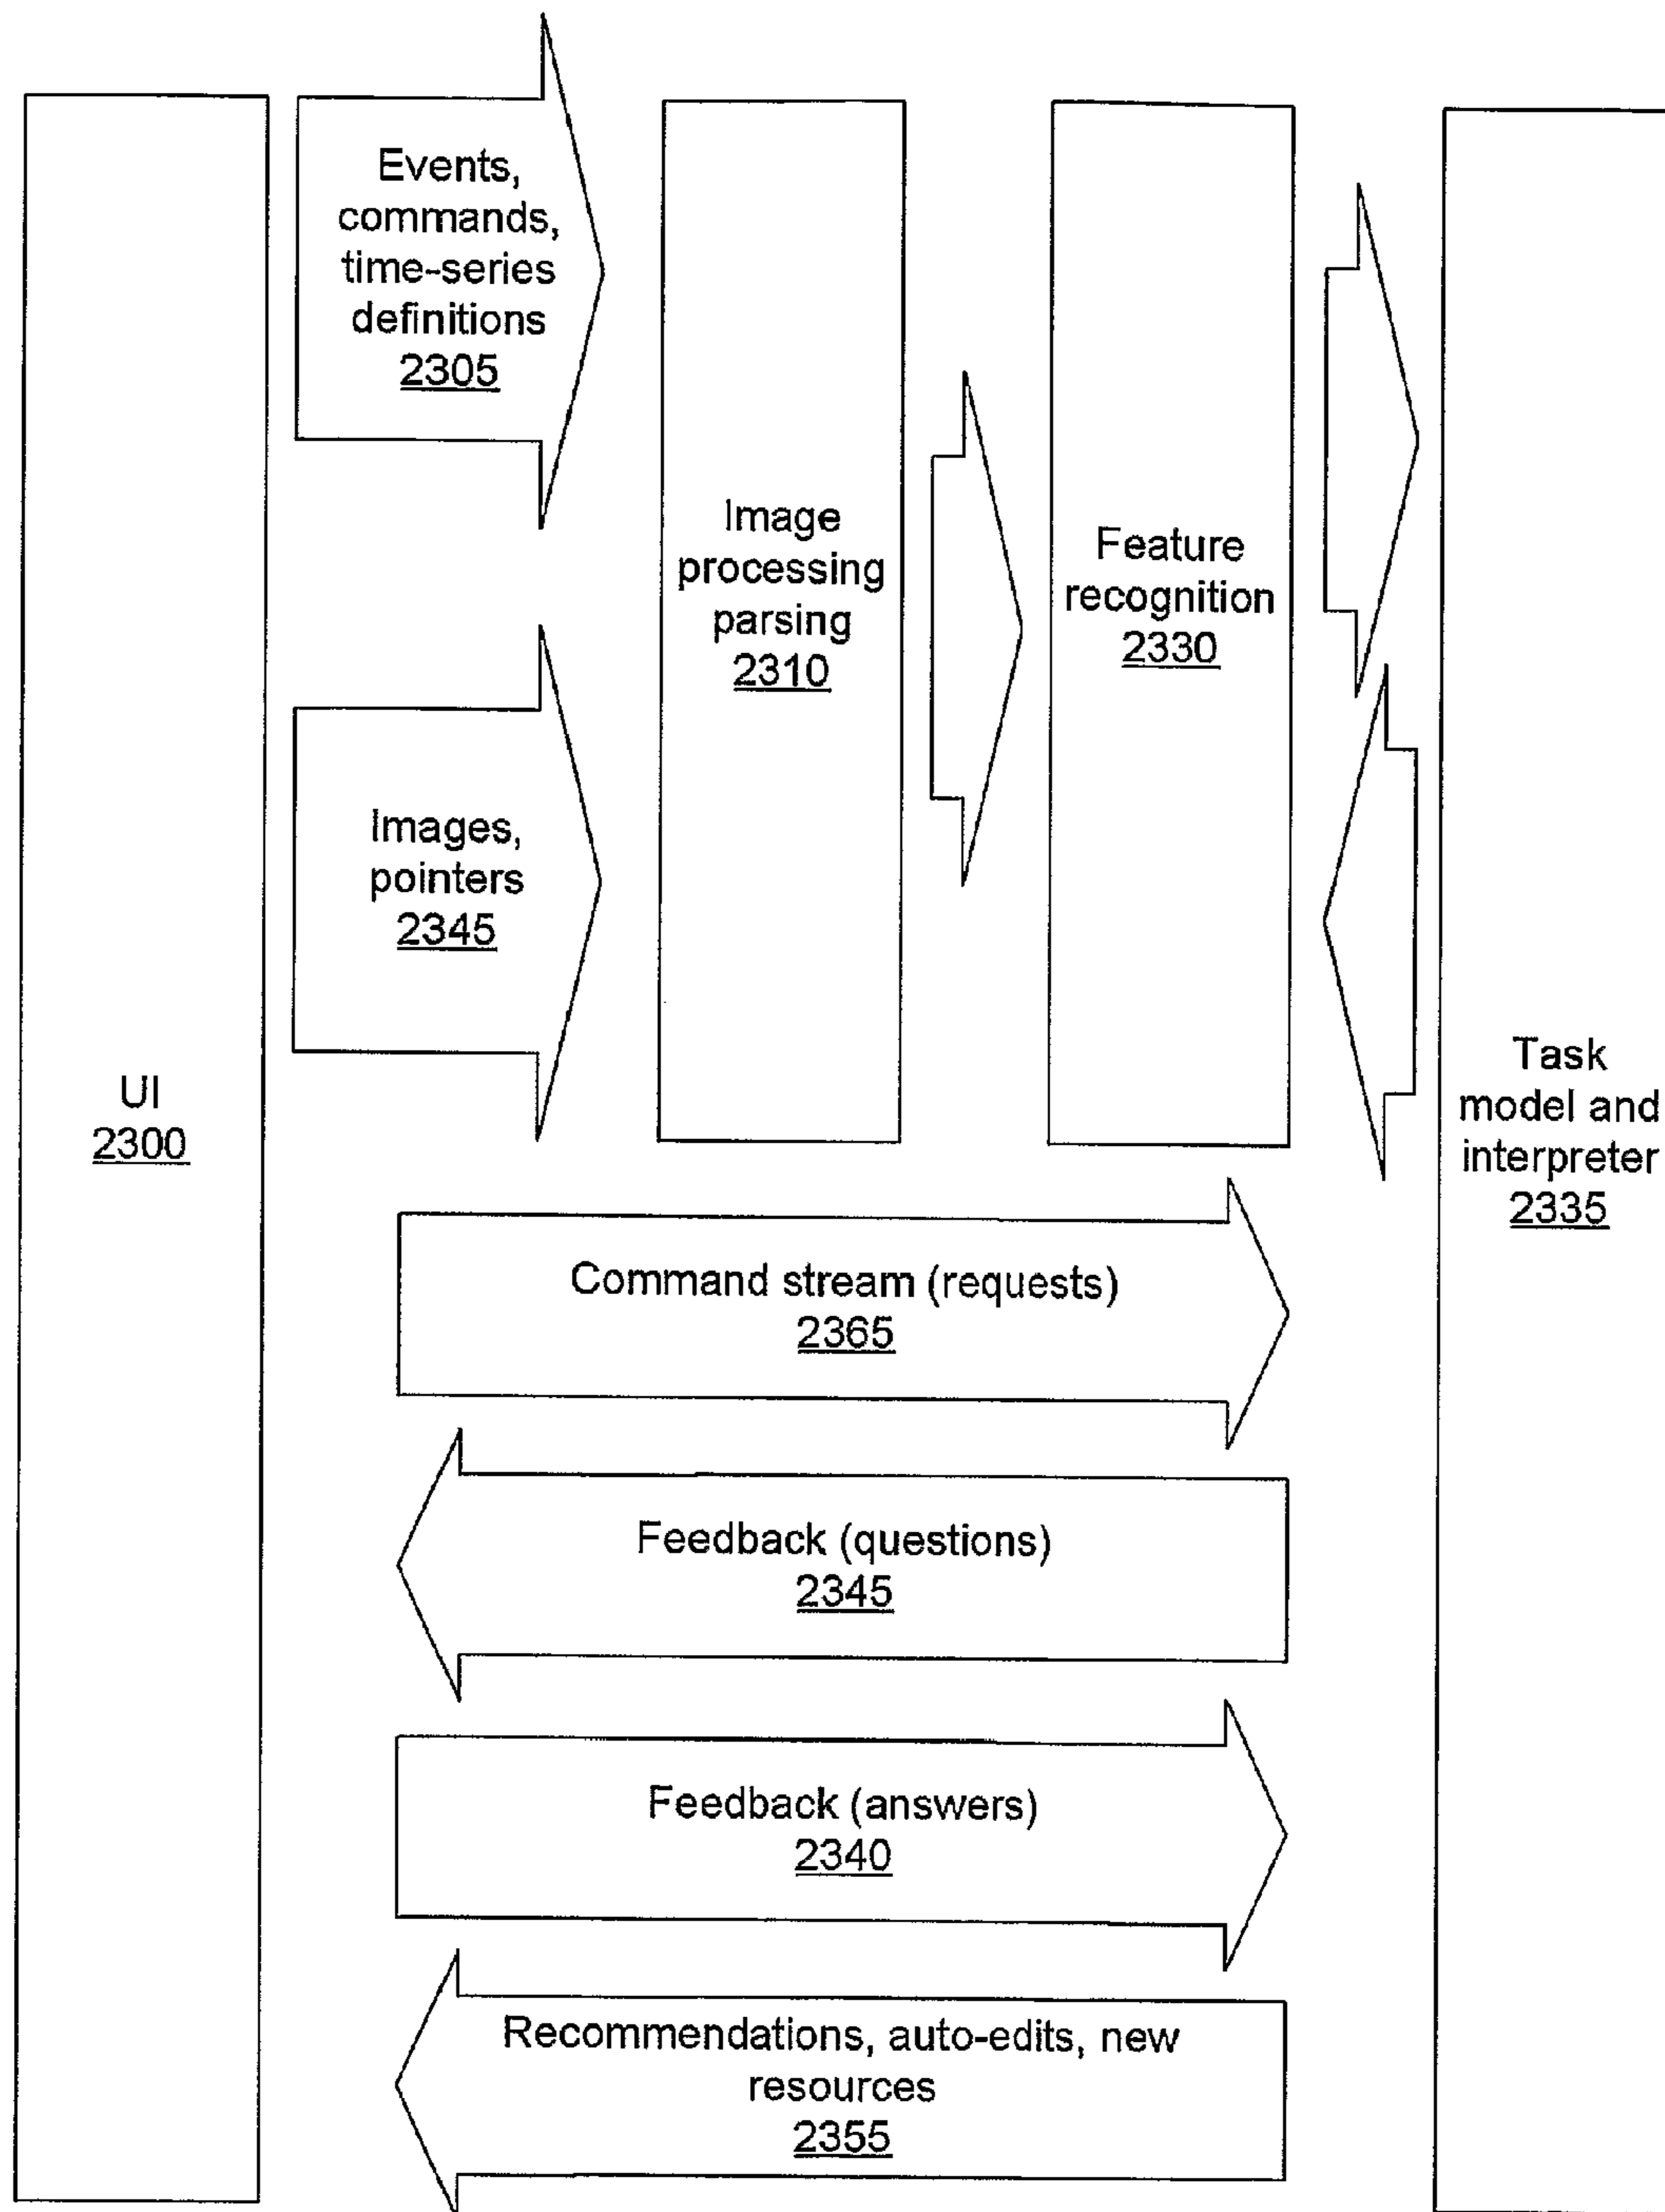 UI
2300
Events,
commands,
time-series
definitions
2305
Images,
pointers
2345
Image
processing
parsing
2310
Feature
recognition
2330
Task
model and
interpreter
2335
Command stream (requests)
2365
Feedback (questions)
2345
Feedback (answers)
2340
Recommendations, auto-edits, new
resources
2355